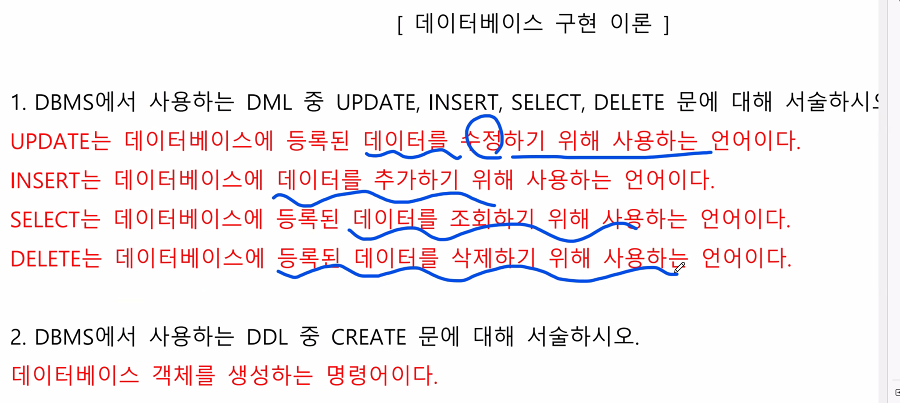 [ 데이터베이스 구현 이론 ]
1. DBMS에서 사용하는 DML 중 UPDATE, INSERT, SELECT, DELETE 문에 대해 서술하시오
UPDATE는 데이터베이스에 등록된 데이터를 수정하기 위해 사용하는 언어이다.
INSERT는 데이터베이스에 데이터를 추가하기 위해 사용하는 언어이다.
SELECT는 데이터베이스에 등록된 데이터를 조회하기 위해 사용하는 언어이다.
DELETE는 데이터베이스에 등록된 데이터를 삭제하기 위해 사용하는 언어이다.
2. DBMS에서 사용하는 DDL 중 CREATE 문에 대해 서술하시오.
데이터베이스 객체를 생성하는 명령어이다.